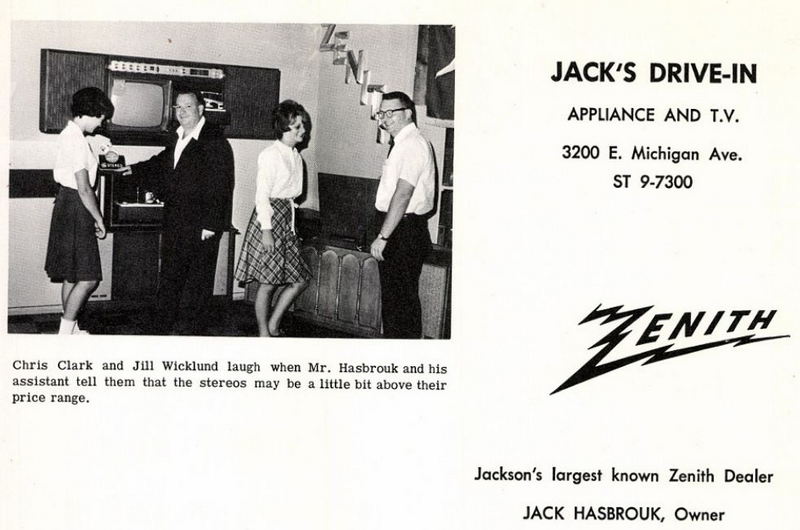 ZENITH
JACK'S DRIVE-IN
APPLIANCE AND T.V.
3200 E. Michigan Ave.
ST 9-7300
ZENITH
Chris Clark and Jill Wicklund laugh when Mr. Hasbrouk and his
assistant tell them that the stereos may be a little bit above their
price range.
Jackson's largest known Zenith Dealer
JACK HASBROUK, Owner